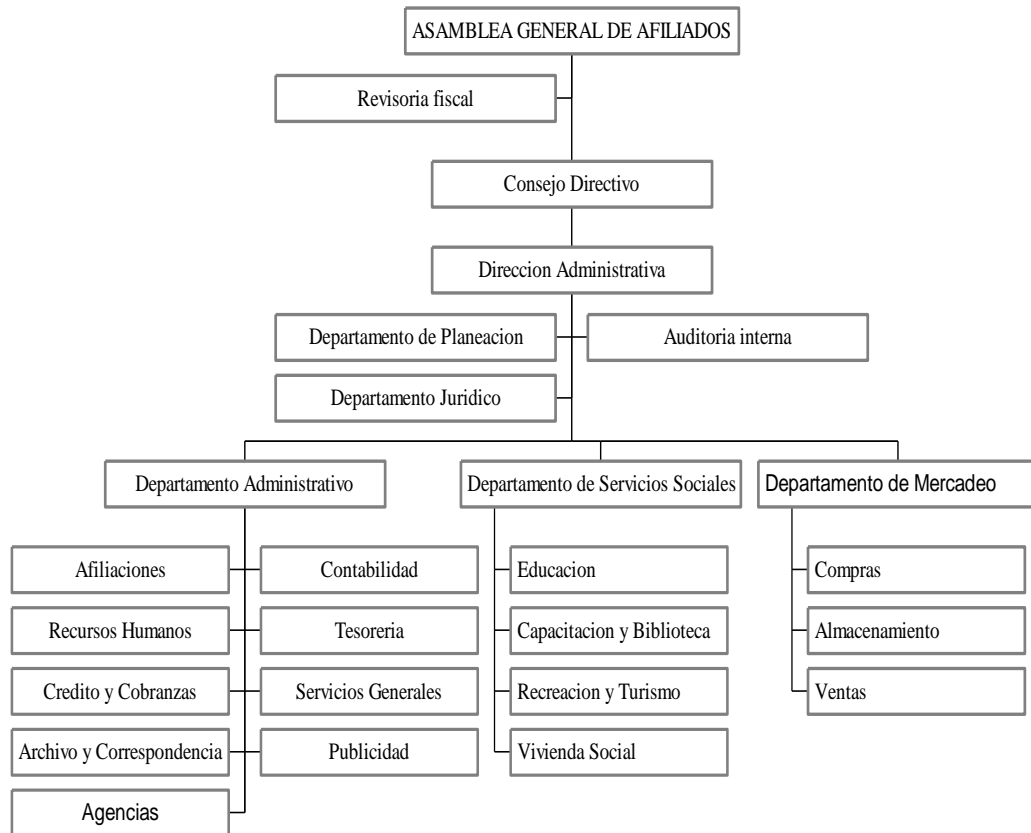 ASAMBLEA GENERAL DE AFILIADOS
Revisoria fiscal
Consejo Directivo
Direccion Administrativa
Departamento de Planeacion
Auditoria interna
Departamento Juridico
Departamento Administrativo
Departamento de Servicios Sociales
Departamento de Mercadeo
Afiliaciones
Contabilidad
Educacion
Compras
Recursos Humanos
Tesoreria
Capacitacion y Biblioteca
Almacenamiento
Credito y Cobranzas
Servicios Generales
Recreacion y Turismo
Ventas
Archivo y Correspondencia
Publicidad
Vivienda Social
Agencias